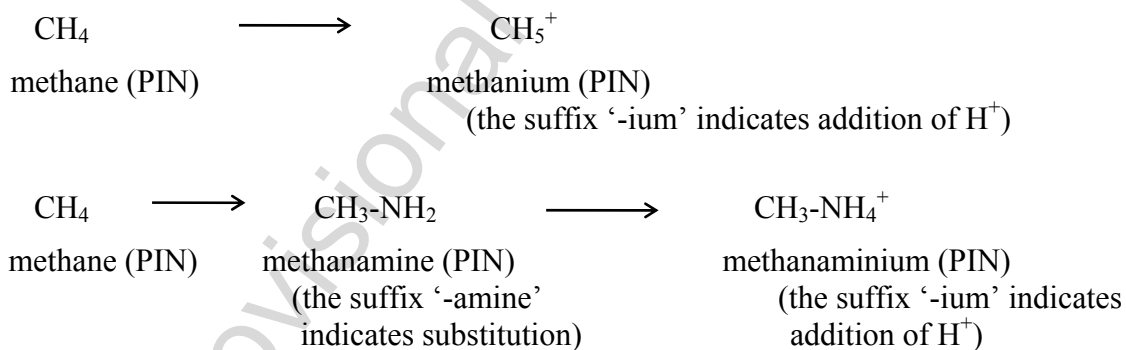 CH₄ ⟶ CH₅⁺
methane (PIN) methanium (PIN)
(the suffix ‘-ium’ indicates addition of H⁺)
CH₄ ⟶ CH₃-NH₂ ⟶ CH₃-NH₄⁺
methane (PIN) methanamine (PIN) methanaminium (PIN)
(the suffix ‘-amine’ (the suffix ‘-ium’ indicates
indicates substitution) addition of H⁺)
ovisional